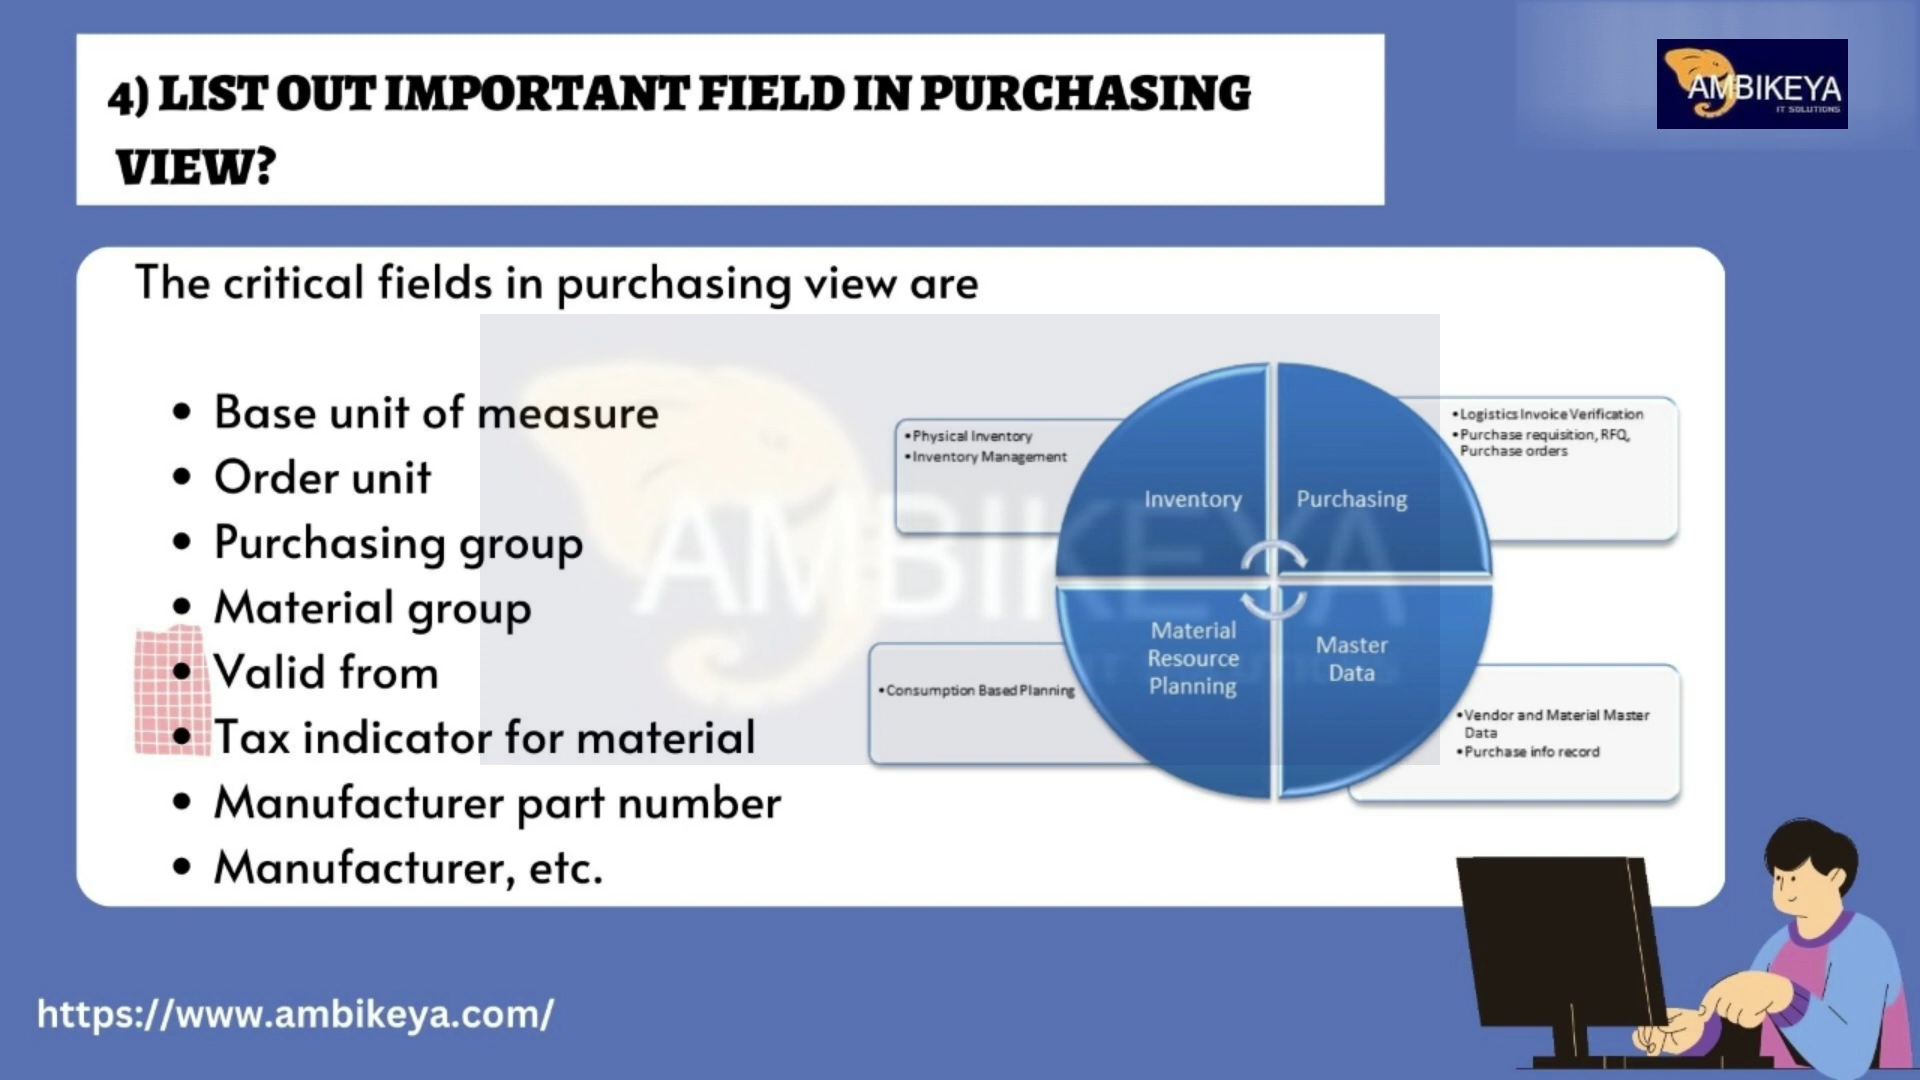 4) LIST OUT IMPORTANT FIELD IN PURCHASING
VIEW?
AMBIKEYA
IT SOLUTIONS
The critical fields in purchasing view are
• Base unit of measure
• Order unit
• Purchasing group
• Material group
• Valid from
• Tax indicator for material
• Manufacturer part number
• Manufacturer, etc.
•Physical Inventory
•Inventory Management
Inventory
Purchasing
•Logistics Invoice Verification
•Purchase requisition, RFQ,
Purchase orders
•Consumption Based Planning
Material
Resource
Planning
Master
Data
•Vendor and Material Master
Data
•Purchase info record
AMBIKEYA
https://www.ambikeya.com/